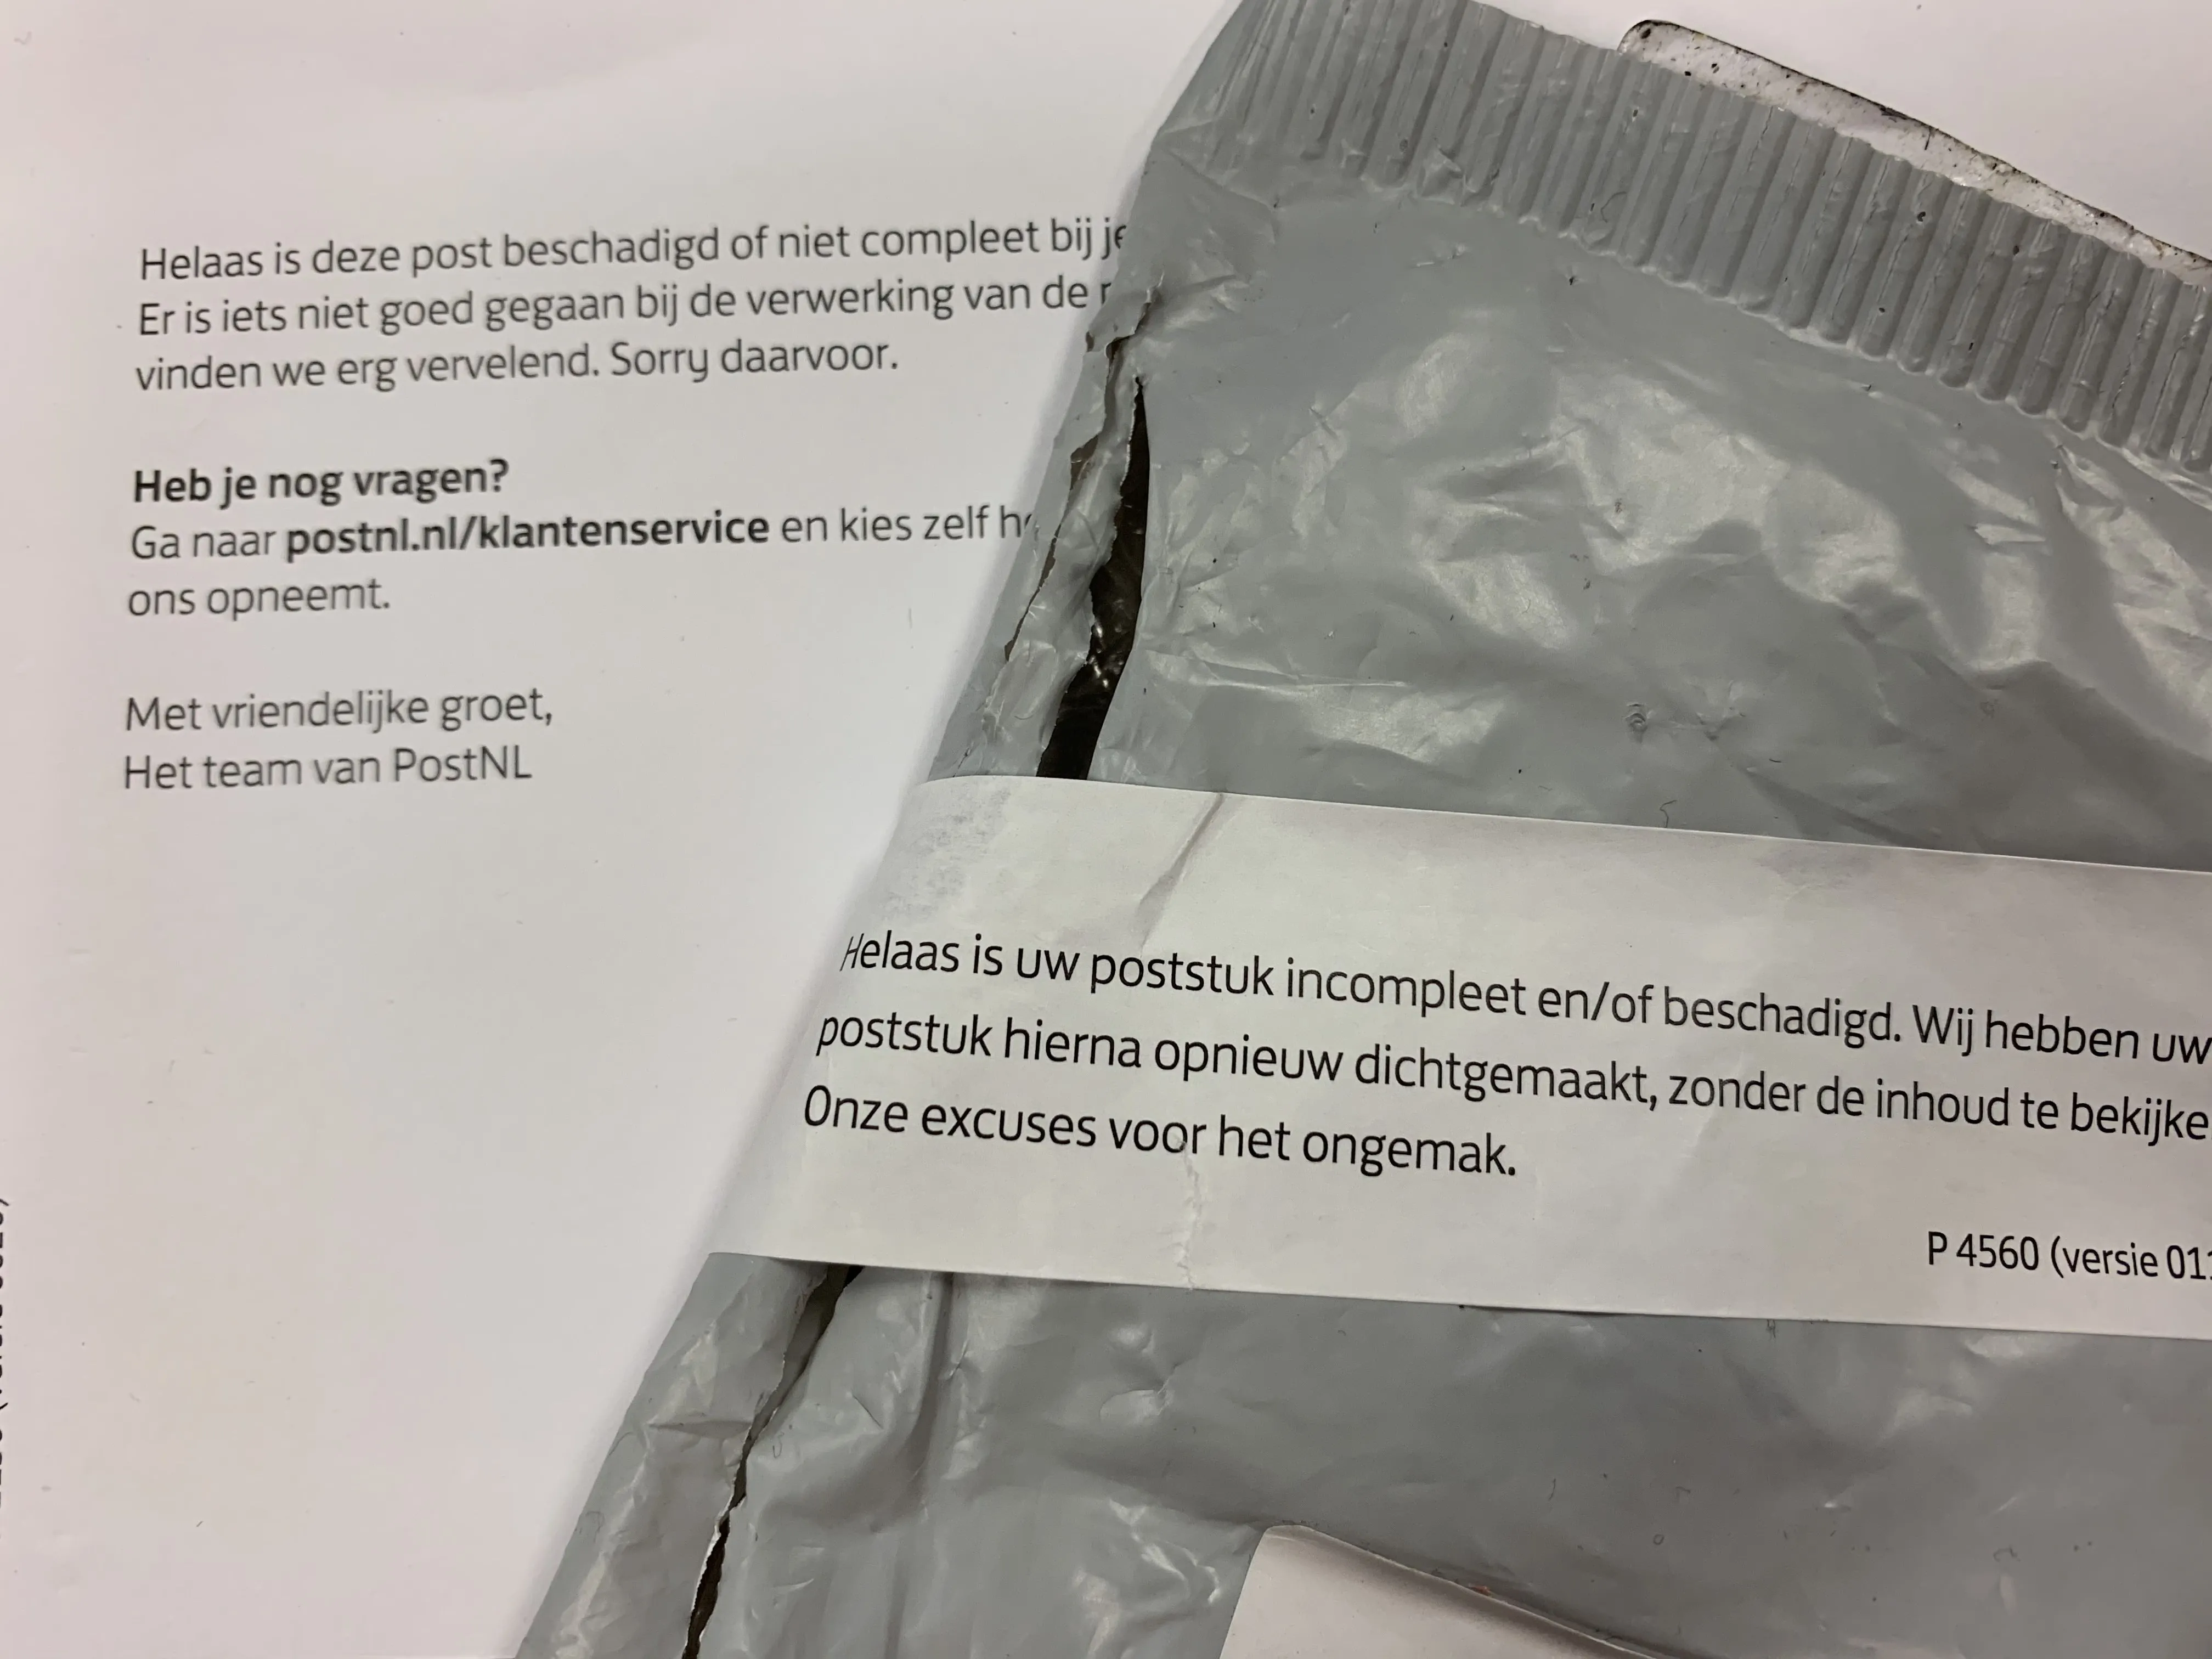 Helaas is deze post beschadigd of niet compleet bij
Er is iets niet goed gegaan bij de verwerking van de
vinden we erg vervelend. Sorry daarvoor.
Heb je nog vragen?
Ga naar postnl.nl/klantenservice en kies zelf
ons opneemt.
Met vriendelijke groet,
Het team van PostNL
Helaas is uw poststuk incompleet en/of beschadigd. Wij hebben uw
poststuk hierna opnieuw dichtgemaakt, zonder de inhoud te bekijke
Onze excuses voor het ongemak.
P 4560 (versie 01